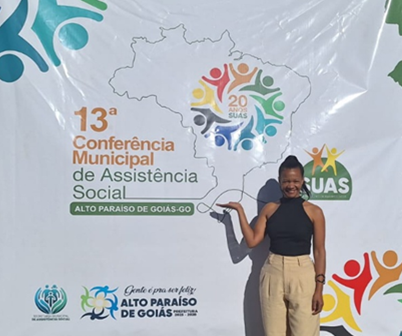 13ª
Conferência
Municipal
de Assistência
Social
ALTO PARAÍSO DE GOIÁS-GO
20
ANOS
SUAS
SUAS
Gente é pra ser feliz!
ALTO PARAÍSO
DE GOIÁS
PREFEITURA